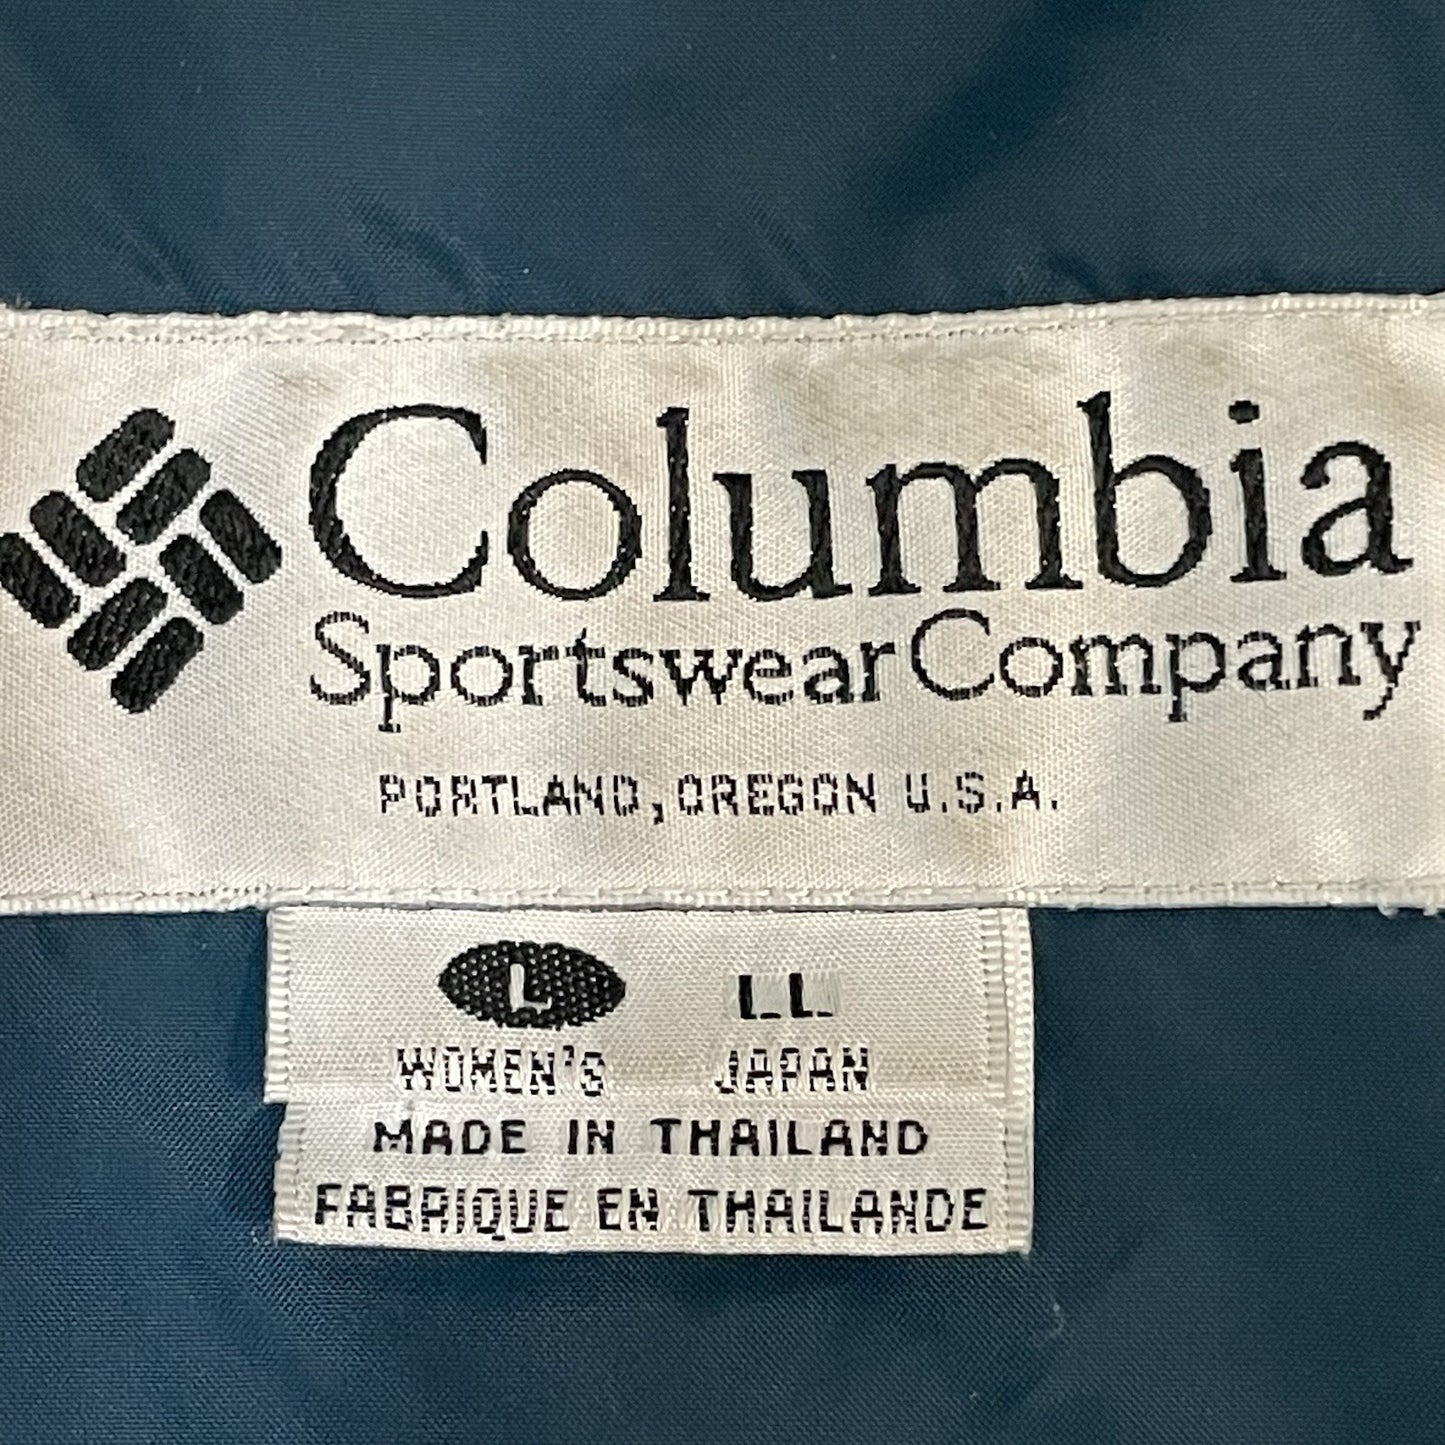 Columbia
Sportswear Company
PORTLAND, OREGON U.S.A.
L LL
WOMEN'S JAPAN
MADE IN THAILAND
FABRIQUE EN THAILANDE